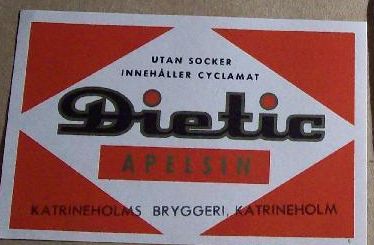 UTAN SOCKER
INNEHÅLLER CYCLAMAT
Dietic
APELSIN
KATRINEHOLMS BRYGGERI, KATRINEHOLM